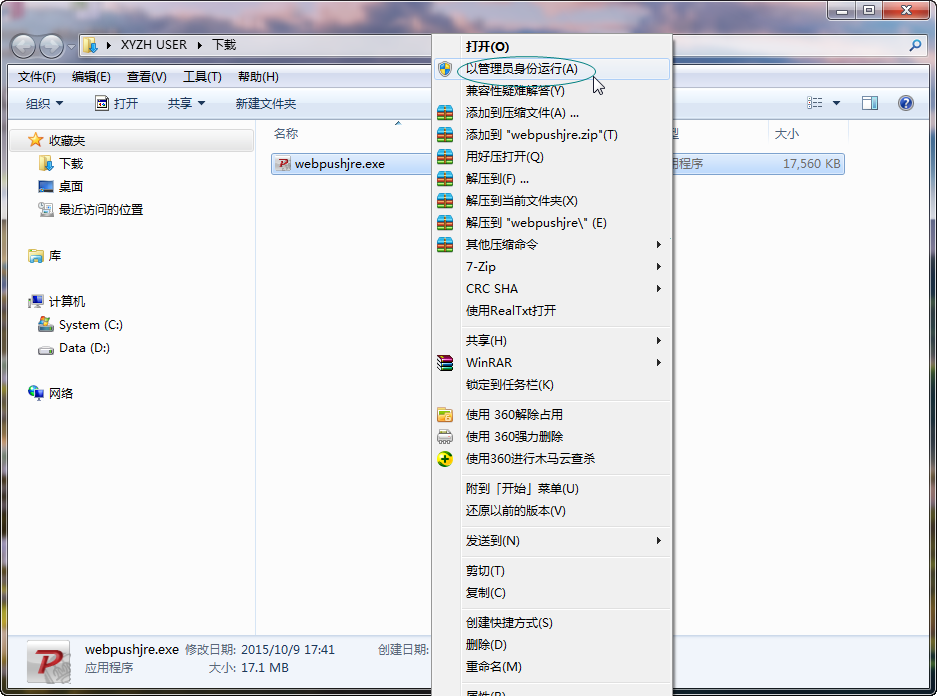 XYZH USER 下载
文件(F) 编辑(E) 查看(V) 工具(T) 帮助(H)
组织 打开 共享 新建文件夹
名称
大小
收藏夹
下载
桌面
最近访问的位置
库
计算机
System (C:)
Data (D:)
网络
webpushjre.exe
用程序
17,560 KB
打开(O)
以管理员身份运行(A)
兼容性疑难解答(Y)
添加到压缩文件(A) ...
添加到 "webpushjre.zip"(T)
用好压打开(Q)
解压到(F) ...
解压到当前文件夹(X)
解压到 "webpushjre\" (E)
其他压缩命令
7-Zip
CRC SHA
使用RealTxt打开
共享(H)
WinRAR
锁定到任务栏(K)
使用 360解除占用
使用 360强力删除
使用360进行木马云查杀
附到「开始」菜单(U)
还原以前的版本(V)
发送到(N)
剪切(T)
复制(C)
创建快捷方式(S)
删除(D)
重命名(M)
属性(R)
webpushjre.exe 修改日期: 2015/10/9 17:41 创建日期:
应用程序 大小: 17.1 MB